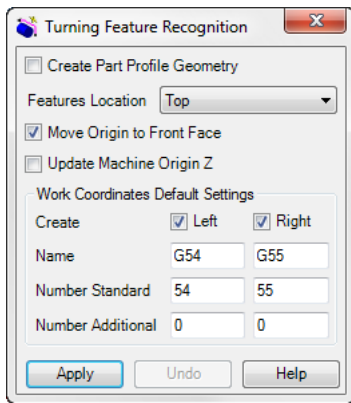 Turning Feature Recognition
Create Part Profile Geometry
Features Location Top
Move Origin to Front Face
Update Machine Origin Z
Work Coordinates Default Settings
Create Left Right
Name G54 G55
Number Standard 54 55
Number Additional 0 0
Apply Undo Help